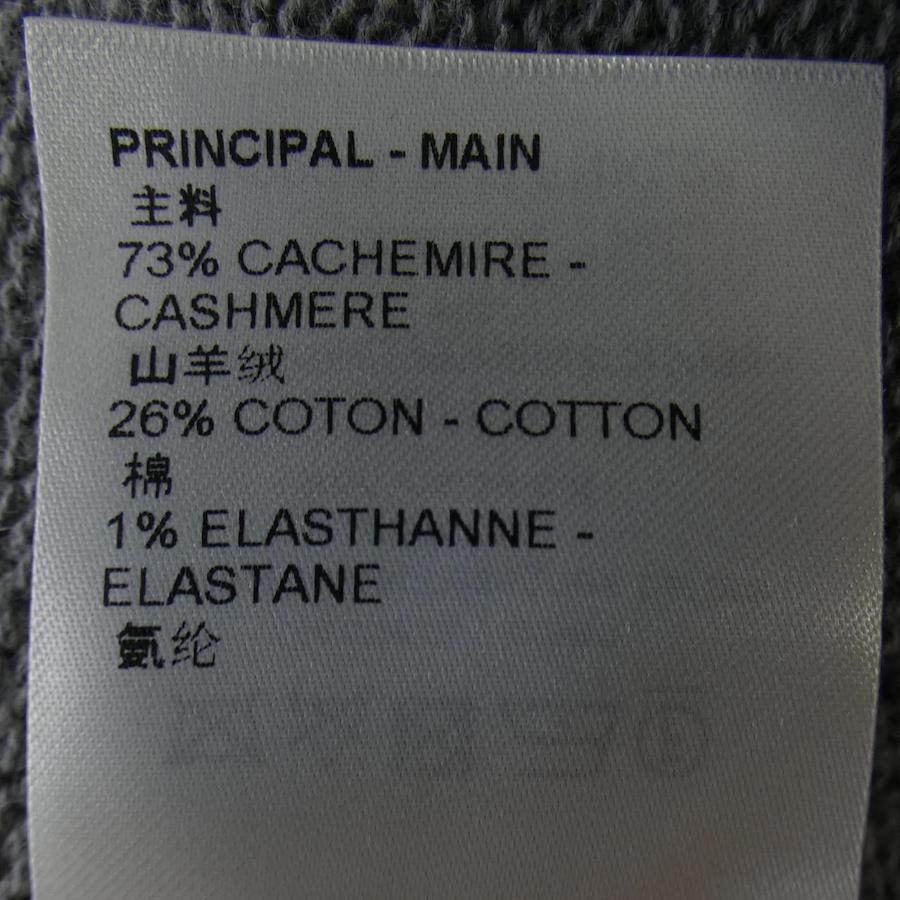 PRINCIPAL - MAIN
主料
73% CACHEMIRE -
CASHMERE
山羊绒
26% COTON - COTTON
棉
1% ELASTHANNE -
ELASTANE
氨纶